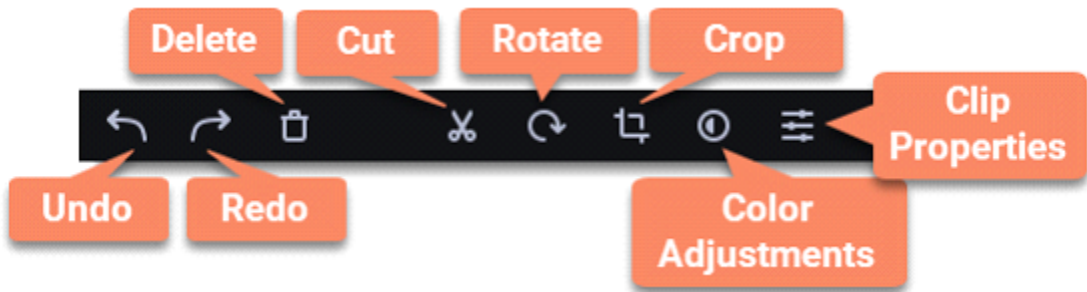 Delete
Cut
Rotate
Crop
Clip
Properties
Undo
Redo
Color
Adjustments